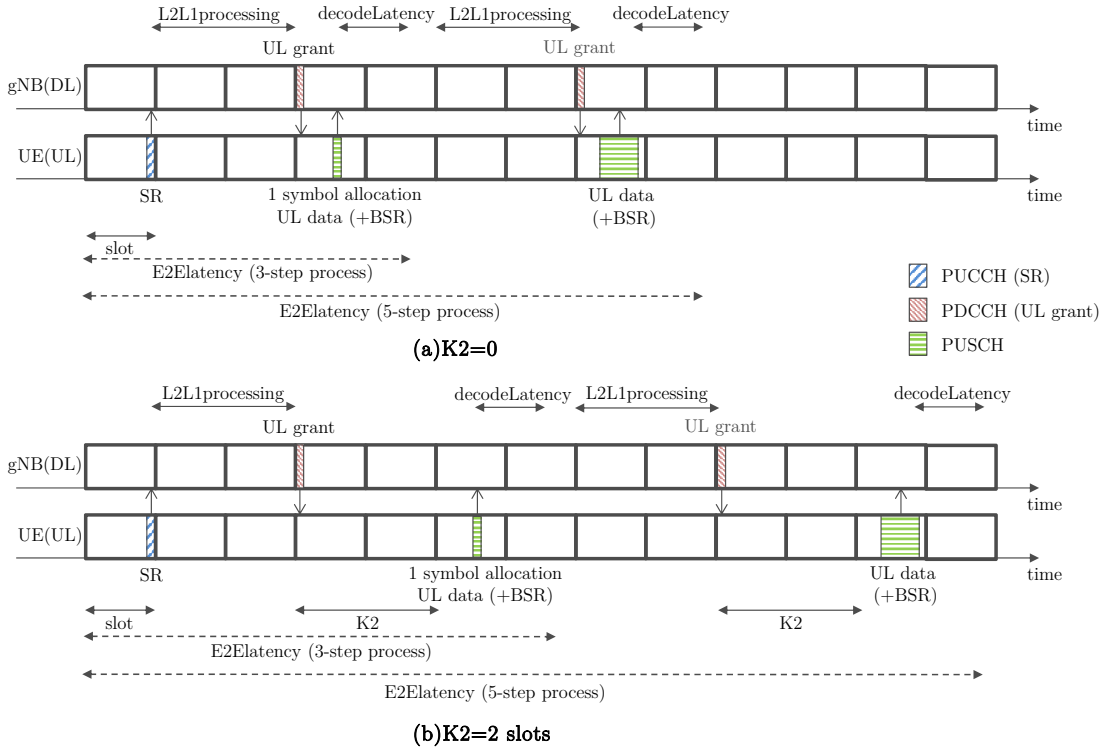 L2L1processing
decodeLatency
L2L1processing
decodeLatency
UL grant
UL grant
gNB(DL)
time
UE(UL)
time
SR
1 symbol allocation
UL data (+BSR)
UL data
(+BSR)
slot
E2Elatency (3-step process)
E2Elatency (5-step process)
PUCCH (SR)
PDCCH (UL grant)
PUSCH
(a)K2=0
L2L1processing
decodeLatency
L2L1processing
decodeLatency
UL grant
UL grant
gNB(DL)
time
UE(UL)
time
SR
1 symbol allocation
UL data (+BSR)
UL data
(+BSR)
slot
K2
K2
E2Elatency (3-step process)
E2Elatency (5-step process)
(b)K2=2 slots